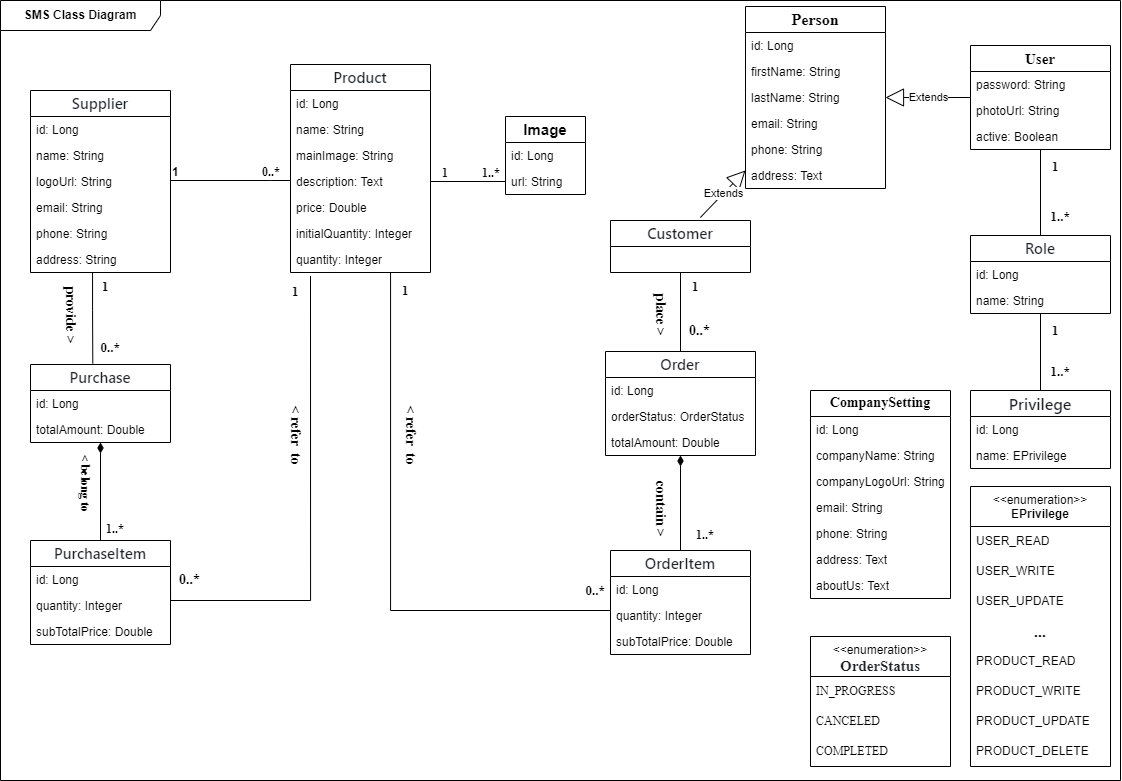 SMS Class Diagram
Person
id: Long
firstName: String
lastName: String
email: String
phone: String
address: Text
Extends
User
password: String
photoUrl: String
active: Boolean
1
1..*
Role
id: Long
name: String
1
1..*
Privilege
id: Long
name: EPrivilege
<<enumeration>>
EPrivilege
USER_READ
USER_WRITE
USER_UPDATE
...
PRODUCT_READ
PRODUCT_WRITE
PRODUCT_UPDATE
PRODUCT_DELETE
Supplier
id: Long
name: String
logoUrl: String
email: String
phone: String
address: String
1
0..*
Product
id: Long
name: String
mainImage: String
description: Text
price: Double
initialQuantity: Integer
quantity: Integer
1
1..*
Image
id: Long
url: String
Extends
Customer
1
place >
0..*
Order
id: Long
orderStatus: OrderStatus
totalAmount: Double
contain >
1..*
OrderItem
id: Long
quantity: Integer
subTotalPrice: Double
0..*
1
< refer to
1
< refer to
1
provide >
0..*
Purchase
id: Long
totalAmount: Double
< belong to
1..*
PurchaseItem
id: Long
quantity: Integer
subTotalPrice: Double
0..*
CompanySetting
id: Long
companyName: String
companyLogoUrl: String
email: String
phone: String
address: Text
aboutUs: Text
<<enumeration>>
OrderStatus
IN_PROGRESS
CANCELED
COMPLETED